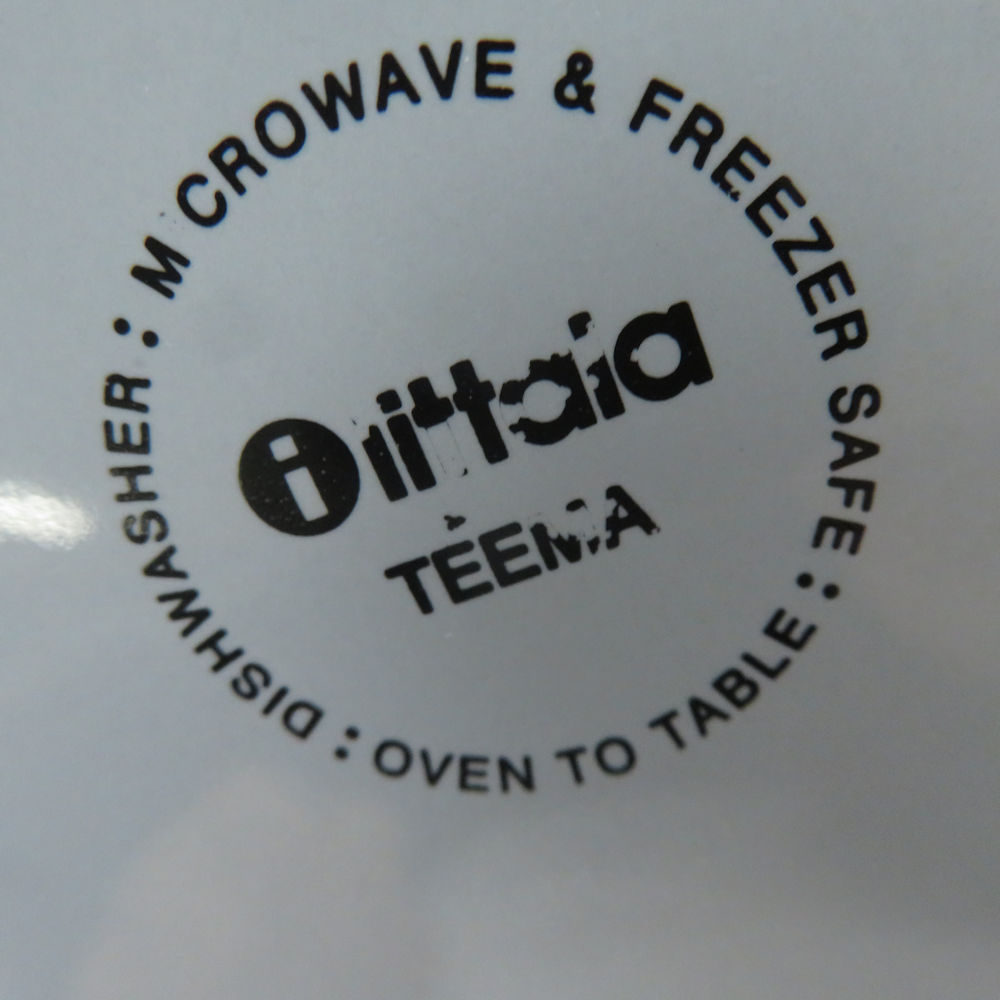 M CROWAVE & FREEZER SAFE :
OVEN TO TABLE :
DISHWASHER :
i iittala
TEEMA